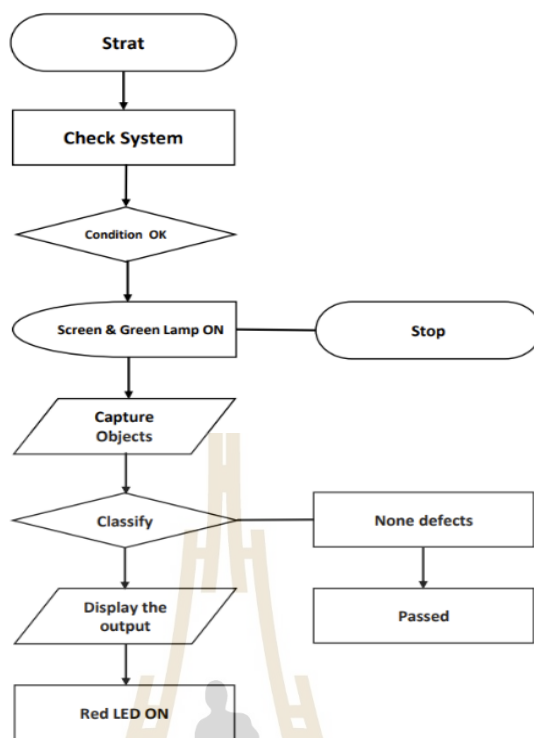 Strat
Check System
Condition OK
Screen & Green Lamp ON
Stop
Capture
Objects
Classify
None defects
Display the
output
Passed
Red LED ON